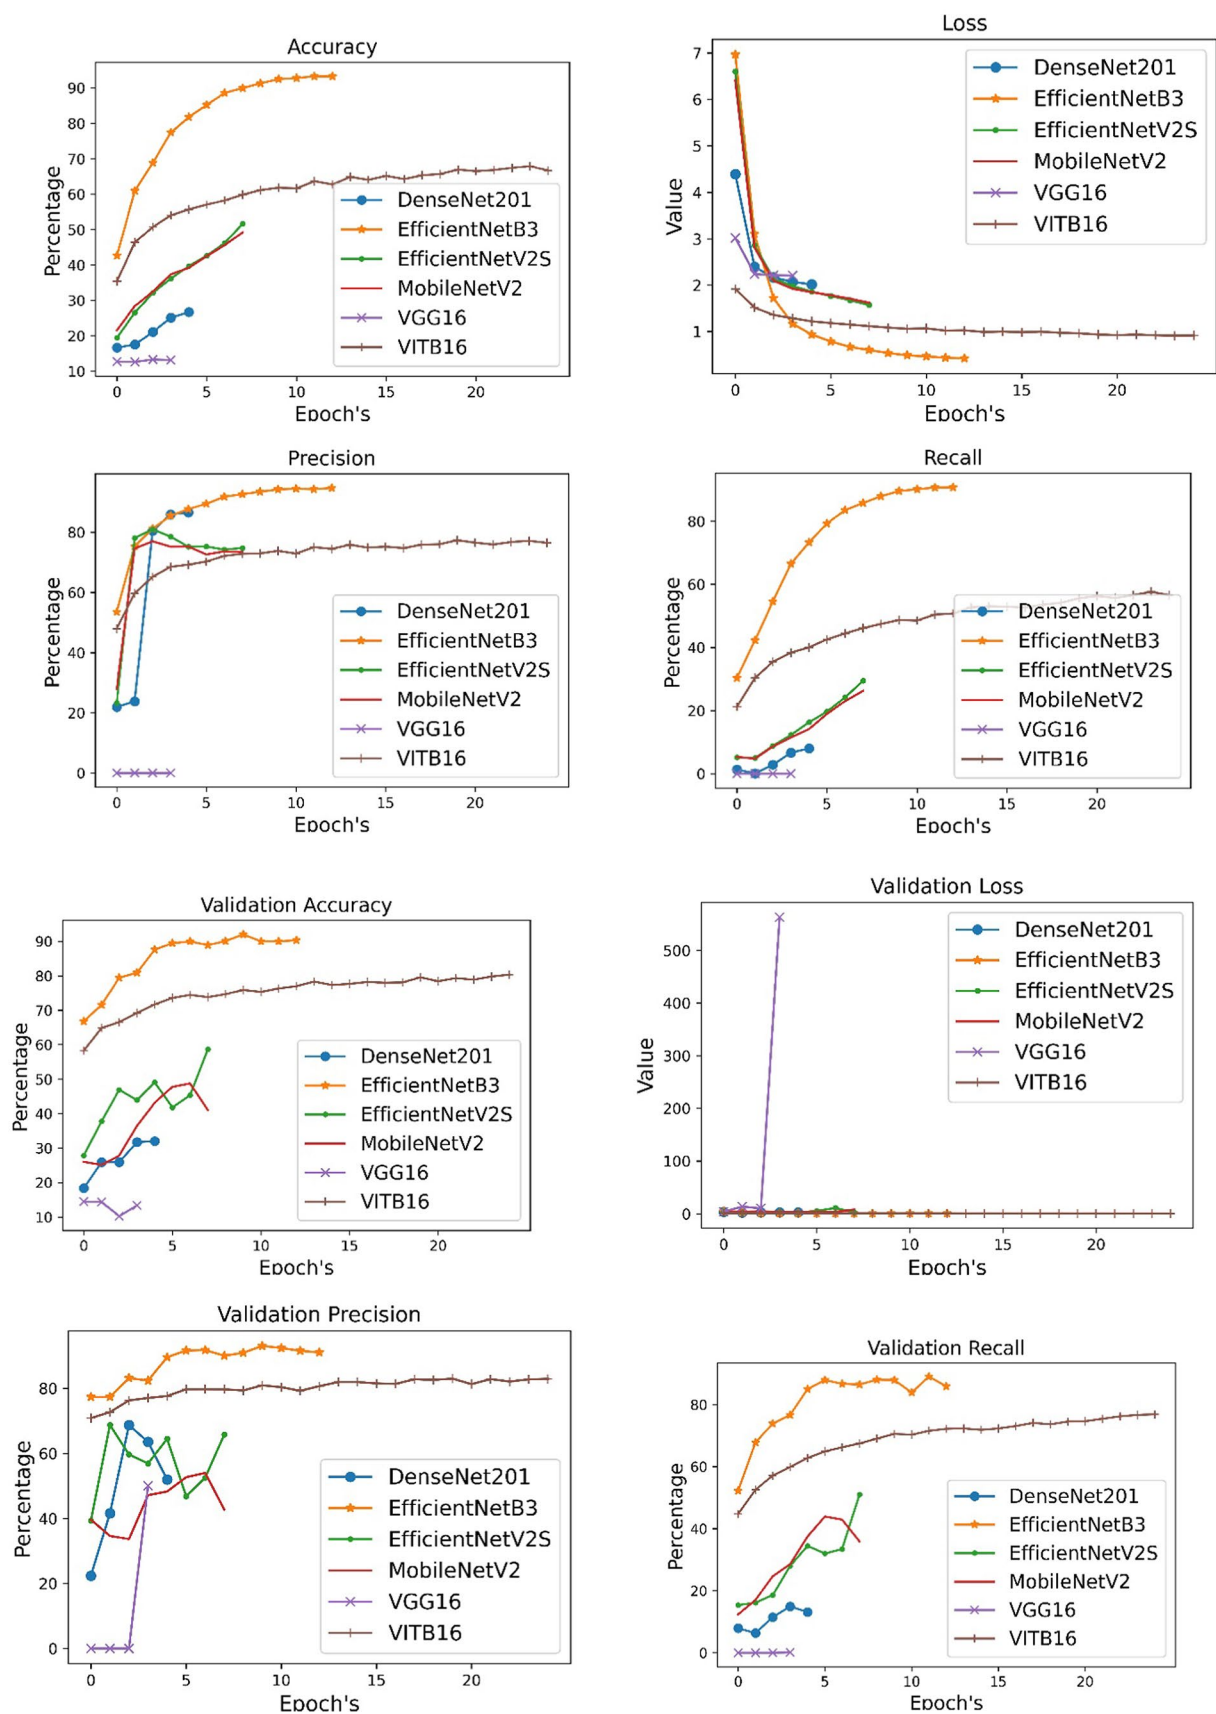 Accuracy
90
80
70
60
50
40
30
20
10
Percentage
0 5 10 15 20
Epoch's
DenseNet201
EfficientNetB3
EfficientNetV2S
MobileNetV2
VGG16
VITB16
Loss
7
6
5
4
3
2
1
Value
0 5 10 15 20
Epoch's
DenseNet201
EfficientNetB3
EfficientNetV2S
MobileNetV2
VGG16
VITB16
Precision
80
60
40
20
0
Percentage
0 5 10 15 20
Epoch's
DenseNet201
EfficientNetB3
EfficientNetV2S
MobileNetV2
VGG16
VITB16
Recall
80
60
40
20
0
Percentage
0 5 10 15 20
Epoch's
DenseNet201
EfficientNetB3
EfficientNetV2S
MobileNetV2
VGG16
VITB16
Validation Accuracy
90
80
70
60
50
40
30
20
10
Percentage
0 5 10 15 20
Epoch's
DenseNet201
EfficientNetB3
EfficientNetV2S
MobileNetV2
VGG16
VITB16
Validation Loss
500
400
300
200
100
0
Value
0 5 10 15 20
Epoch's
DenseNet201
EfficientNetB3
EfficientNetV2S
MobileNetV2
VGG16
VITB16
Validation Precision
80
60
40
20
0
Percentage
0 5 10 15 20
Epoch's
DenseNet201
EfficientNetB3
EfficientNetV2S
MobileNetV2
VGG16
VITB16
Validation Recall
80
60
40
20
0
Percentage
0 5 10 15 20
Epoch's
DenseNet201
EfficientNetB3
EfficientNetV2S
MobileNetV2
VGG16
VITB16